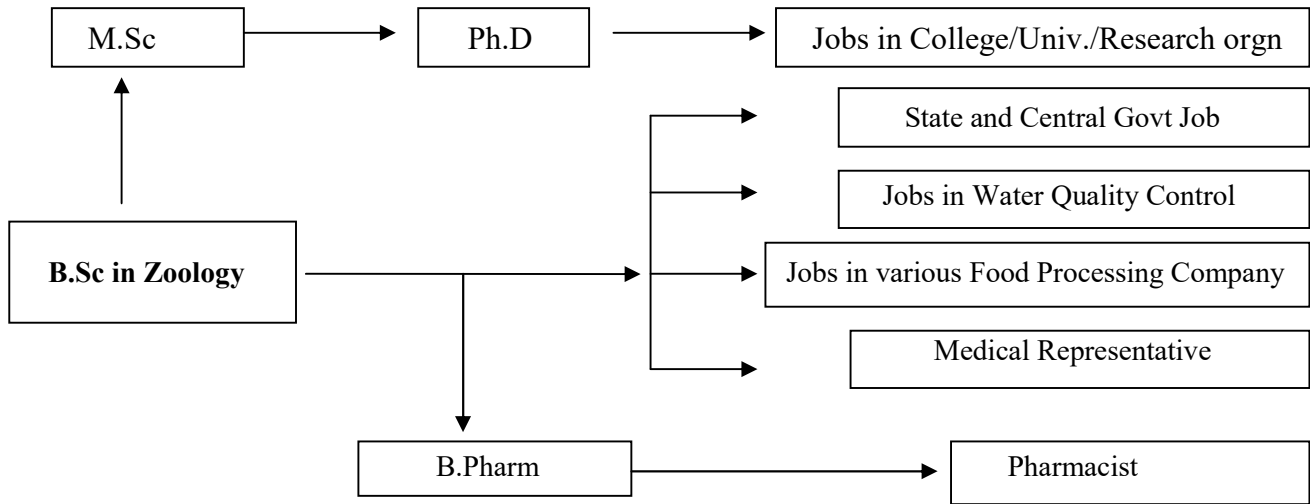 M.Sc
Ph.D
Jobs in College/Univ./Research orgn
State and Central Govt Job
Jobs in Water Quality Control
B.Sc in Zoology
Jobs in various Food Processing Company
Medical Representative
B.Pharm
Pharmacist